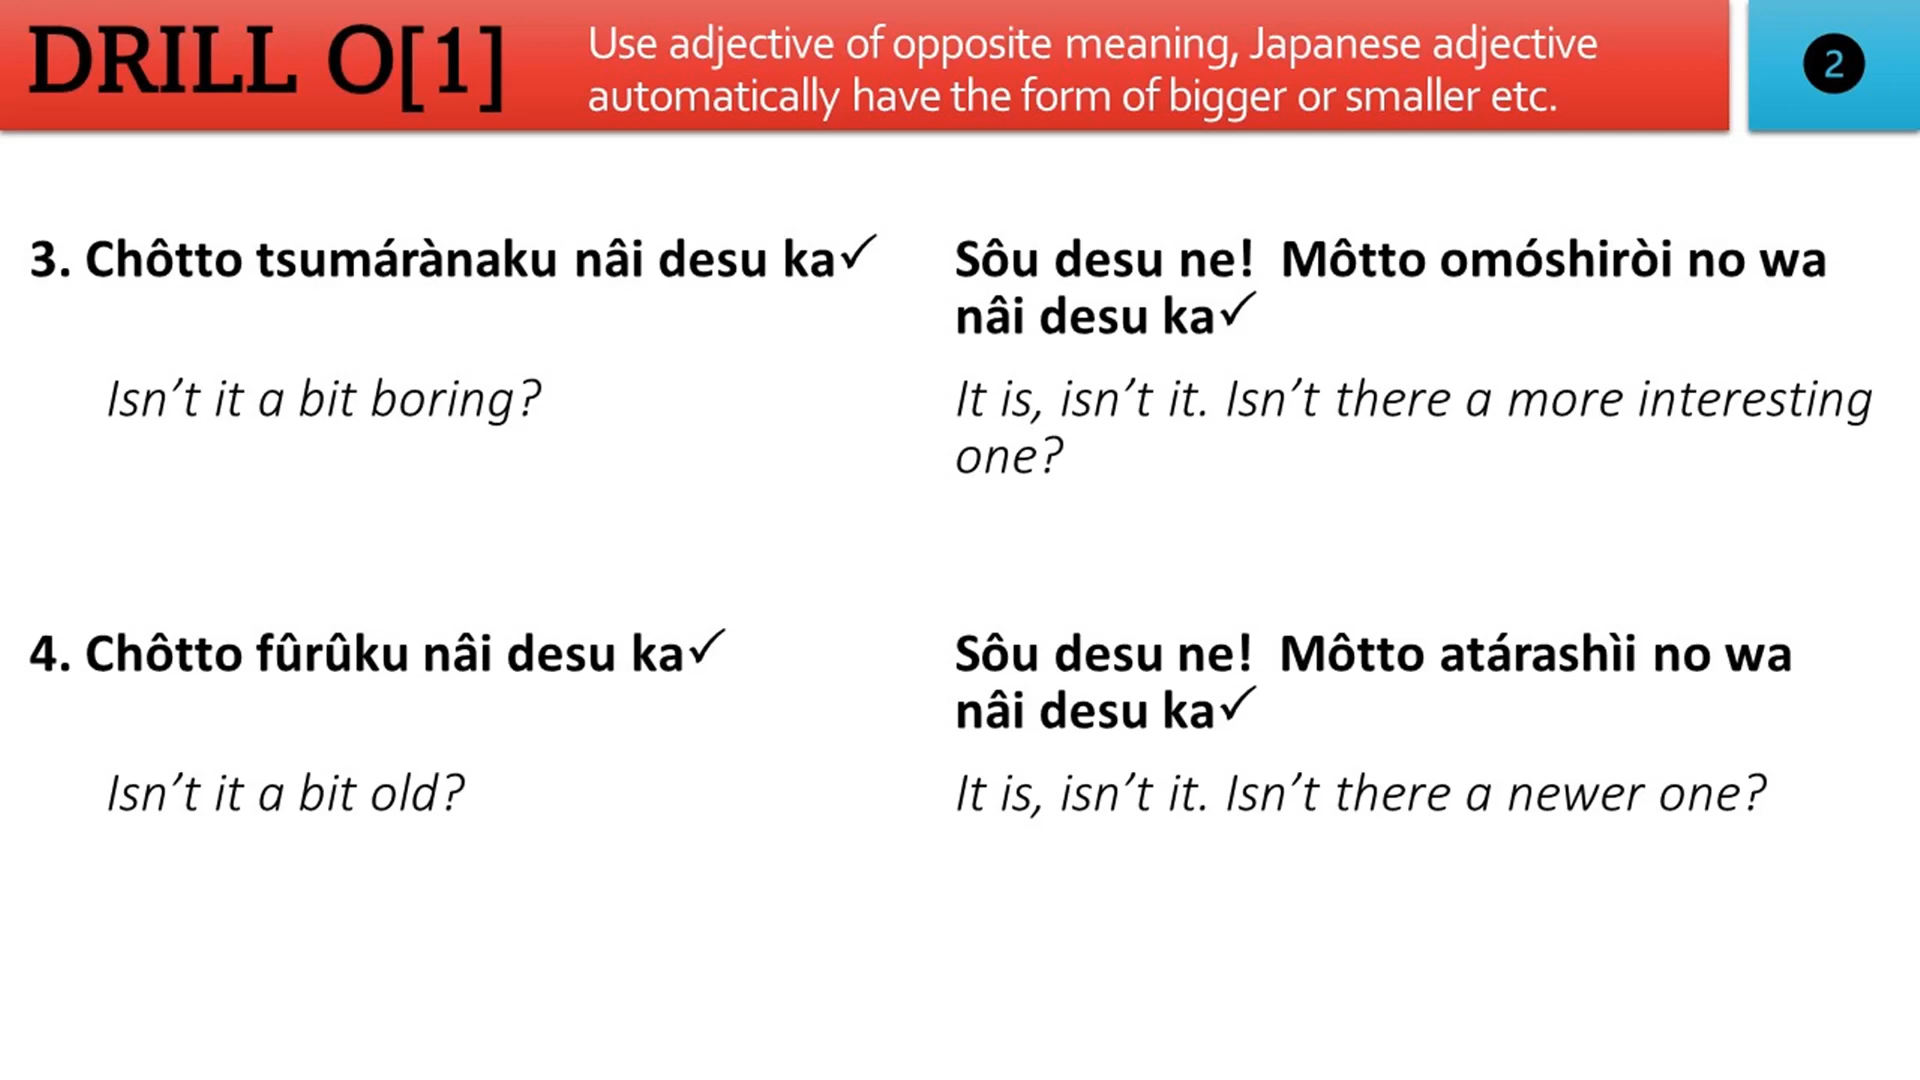 DRILL O[1]
Use adjective of opposite meaning, Japanese adjective
automatically have the form of bigger or smaller etc.
2
3. Chôtto tsumárànaku nâi desu ka✓
Sôu desu ne!  Môtto omóshiròi no wa
nâi desu ka✓
Isn’t it a bit boring?
It is, isn’t it. Isn’t there a more interesting
one?
4. Chôtto fûrûku nâi desu ka✓
Sôu desu ne!  Môtto atárashìi no wa
nâi desu ka✓
Isn’t it a bit old?
It is, isn’t it. Isn’t there a newer one?